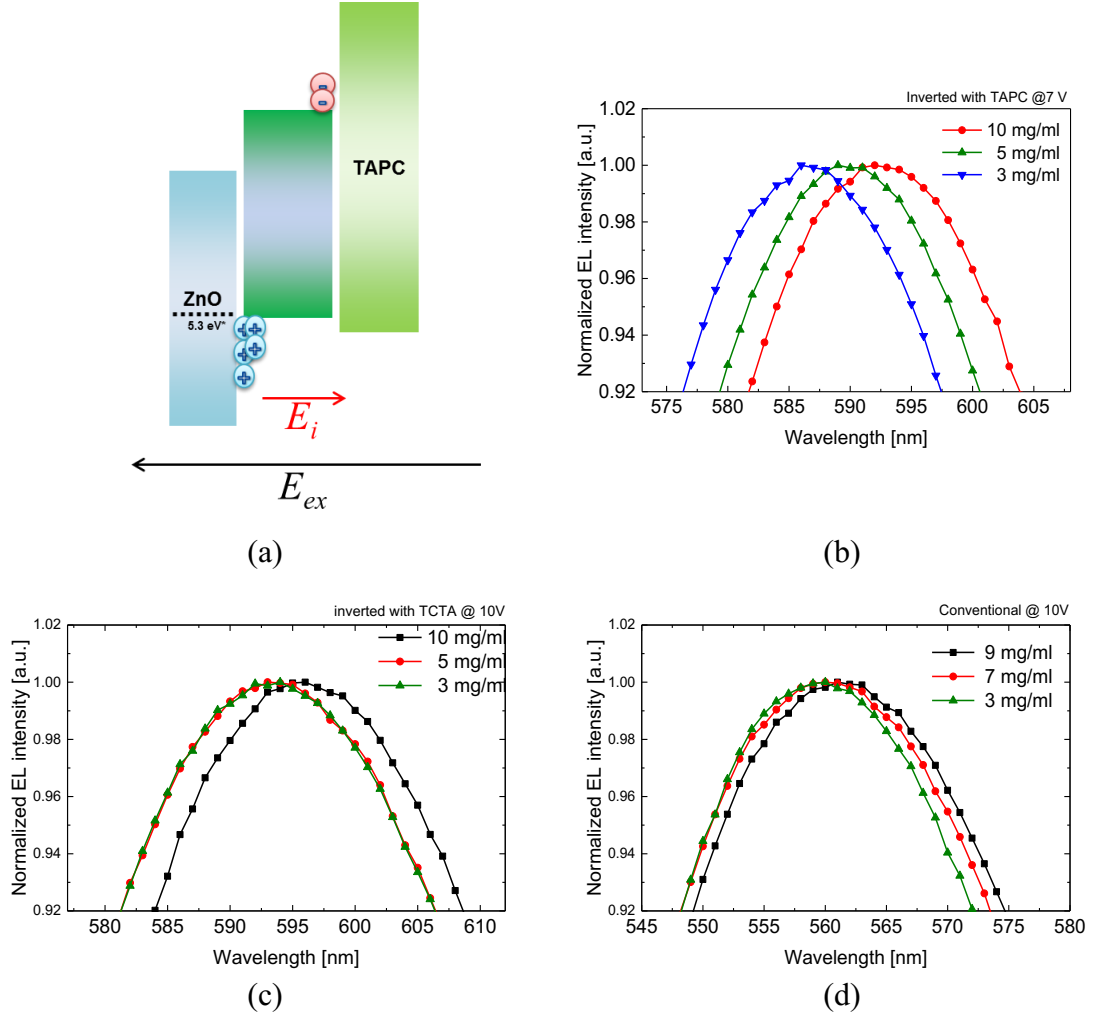 TAPC
ZnO
5.3 eV*
E_i
E_ex
(a)
Inverted with TAPC @7 V
10 mg/ml
5 mg/ml
3 mg/ml
Normalized EL intensity [a.u.]
1.02
1.00
0.98
0.96
0.94
0.92
575 580 585 590 595 600 605
Wavelength [nm]
(b)
inverted with TCTA @ 10V
10 mg/ml
5 mg/ml
3 mg/ml
Normalized EL intensity [a.u.]
1.02
1.00
0.98
0.96
0.94
0.92
580 585 590 595 600 605 610
Wavelength [nm]
(c)
Conventional @ 10V
9 mg/ml
7 mg/ml
3 mg/ml
Normalized EL intensity [a.u.]
1.02
1.00
0.98
0.96
0.94
0.92
545 550 555 560 565 570 575 580
Wavelength [nm]
(d)